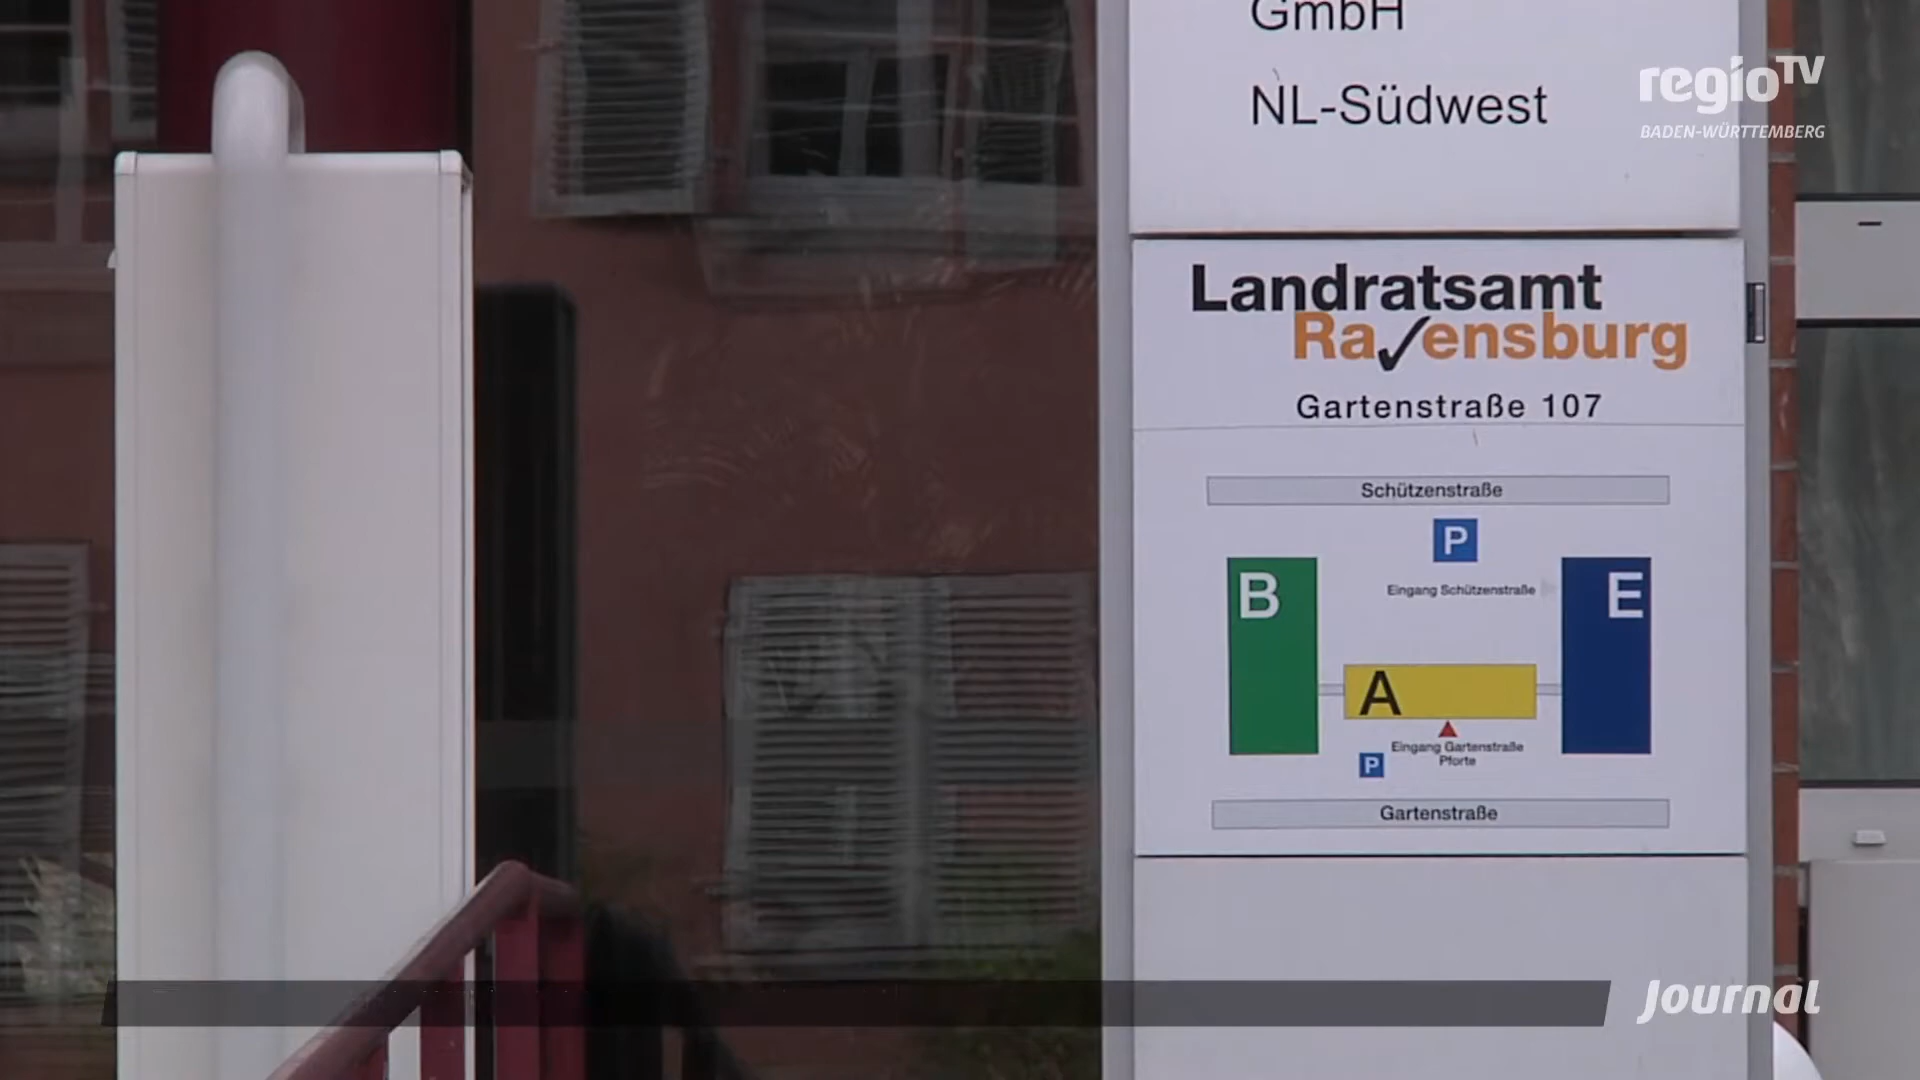 GmbH
NL-Südwest
regioTV
BADEN-WÜRTTEMBERG
Landratsamt
Ravensburg
Gartenstraße 107
Schützenstraße
P
Eingang Schützenstraße
B
E
A
Eingang Gartenstraße
Pforte
P
Gartenstraße
Journal